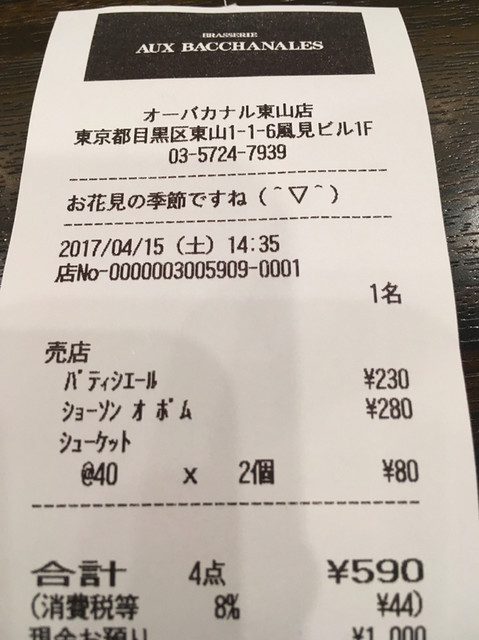 BRASSERIE
AUX BACCHANALES
オーバカナル東山店
東京都目黒区東山1-1-6風見ビル1F
03-5724-7939
お花見の季節ですね(＾▽＾)
2017/04/15(土)14:35
店No-0000003005909-0001
1名
売店
ﾊﾟﾃｨｼｴｰﾙ ¥230
ｼｮｰｿﾝ ｵ ﾎﾟﾑ ¥280
ｼｭｰｹｯﾄ
@40 x 2個 ¥80
合計 4点 ¥590
(消費税等 8% ¥44)
現金お預り ¥1,000